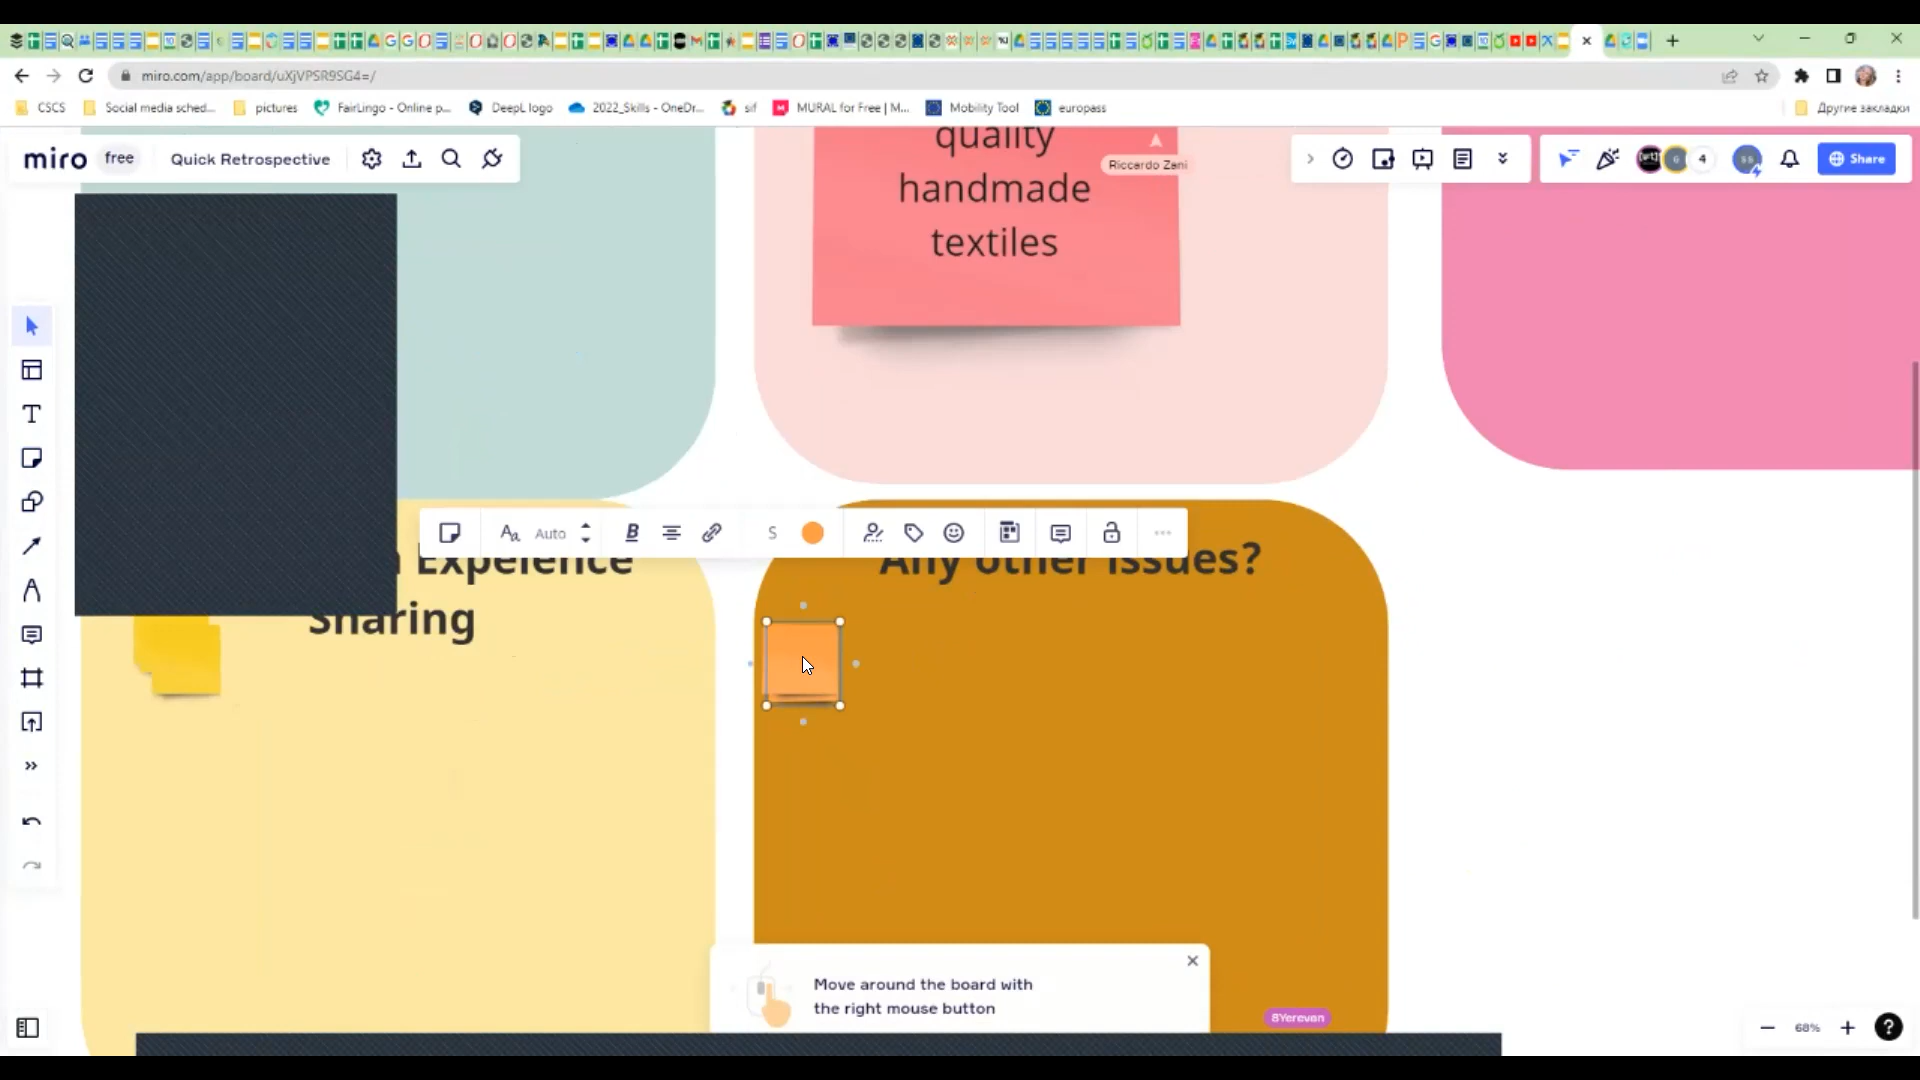 miro.com/app/board/uXjVPSR9SG4=/
CSCS
Social media sched...
pictures
FairLingo - Online p...
DeepL logo
2022_Skills - OneDr...
sif
MURAL for Free | M...
Mobility Tool
europass
Другие закладки
miro
free
Quick Retrospective
4
Share
quality
handmade
textiles
Riccardo Zani
Auto
S
Expeience
Sharing
Any other issues?
Move around the board with
the right mouse button
8Yerevan
68%